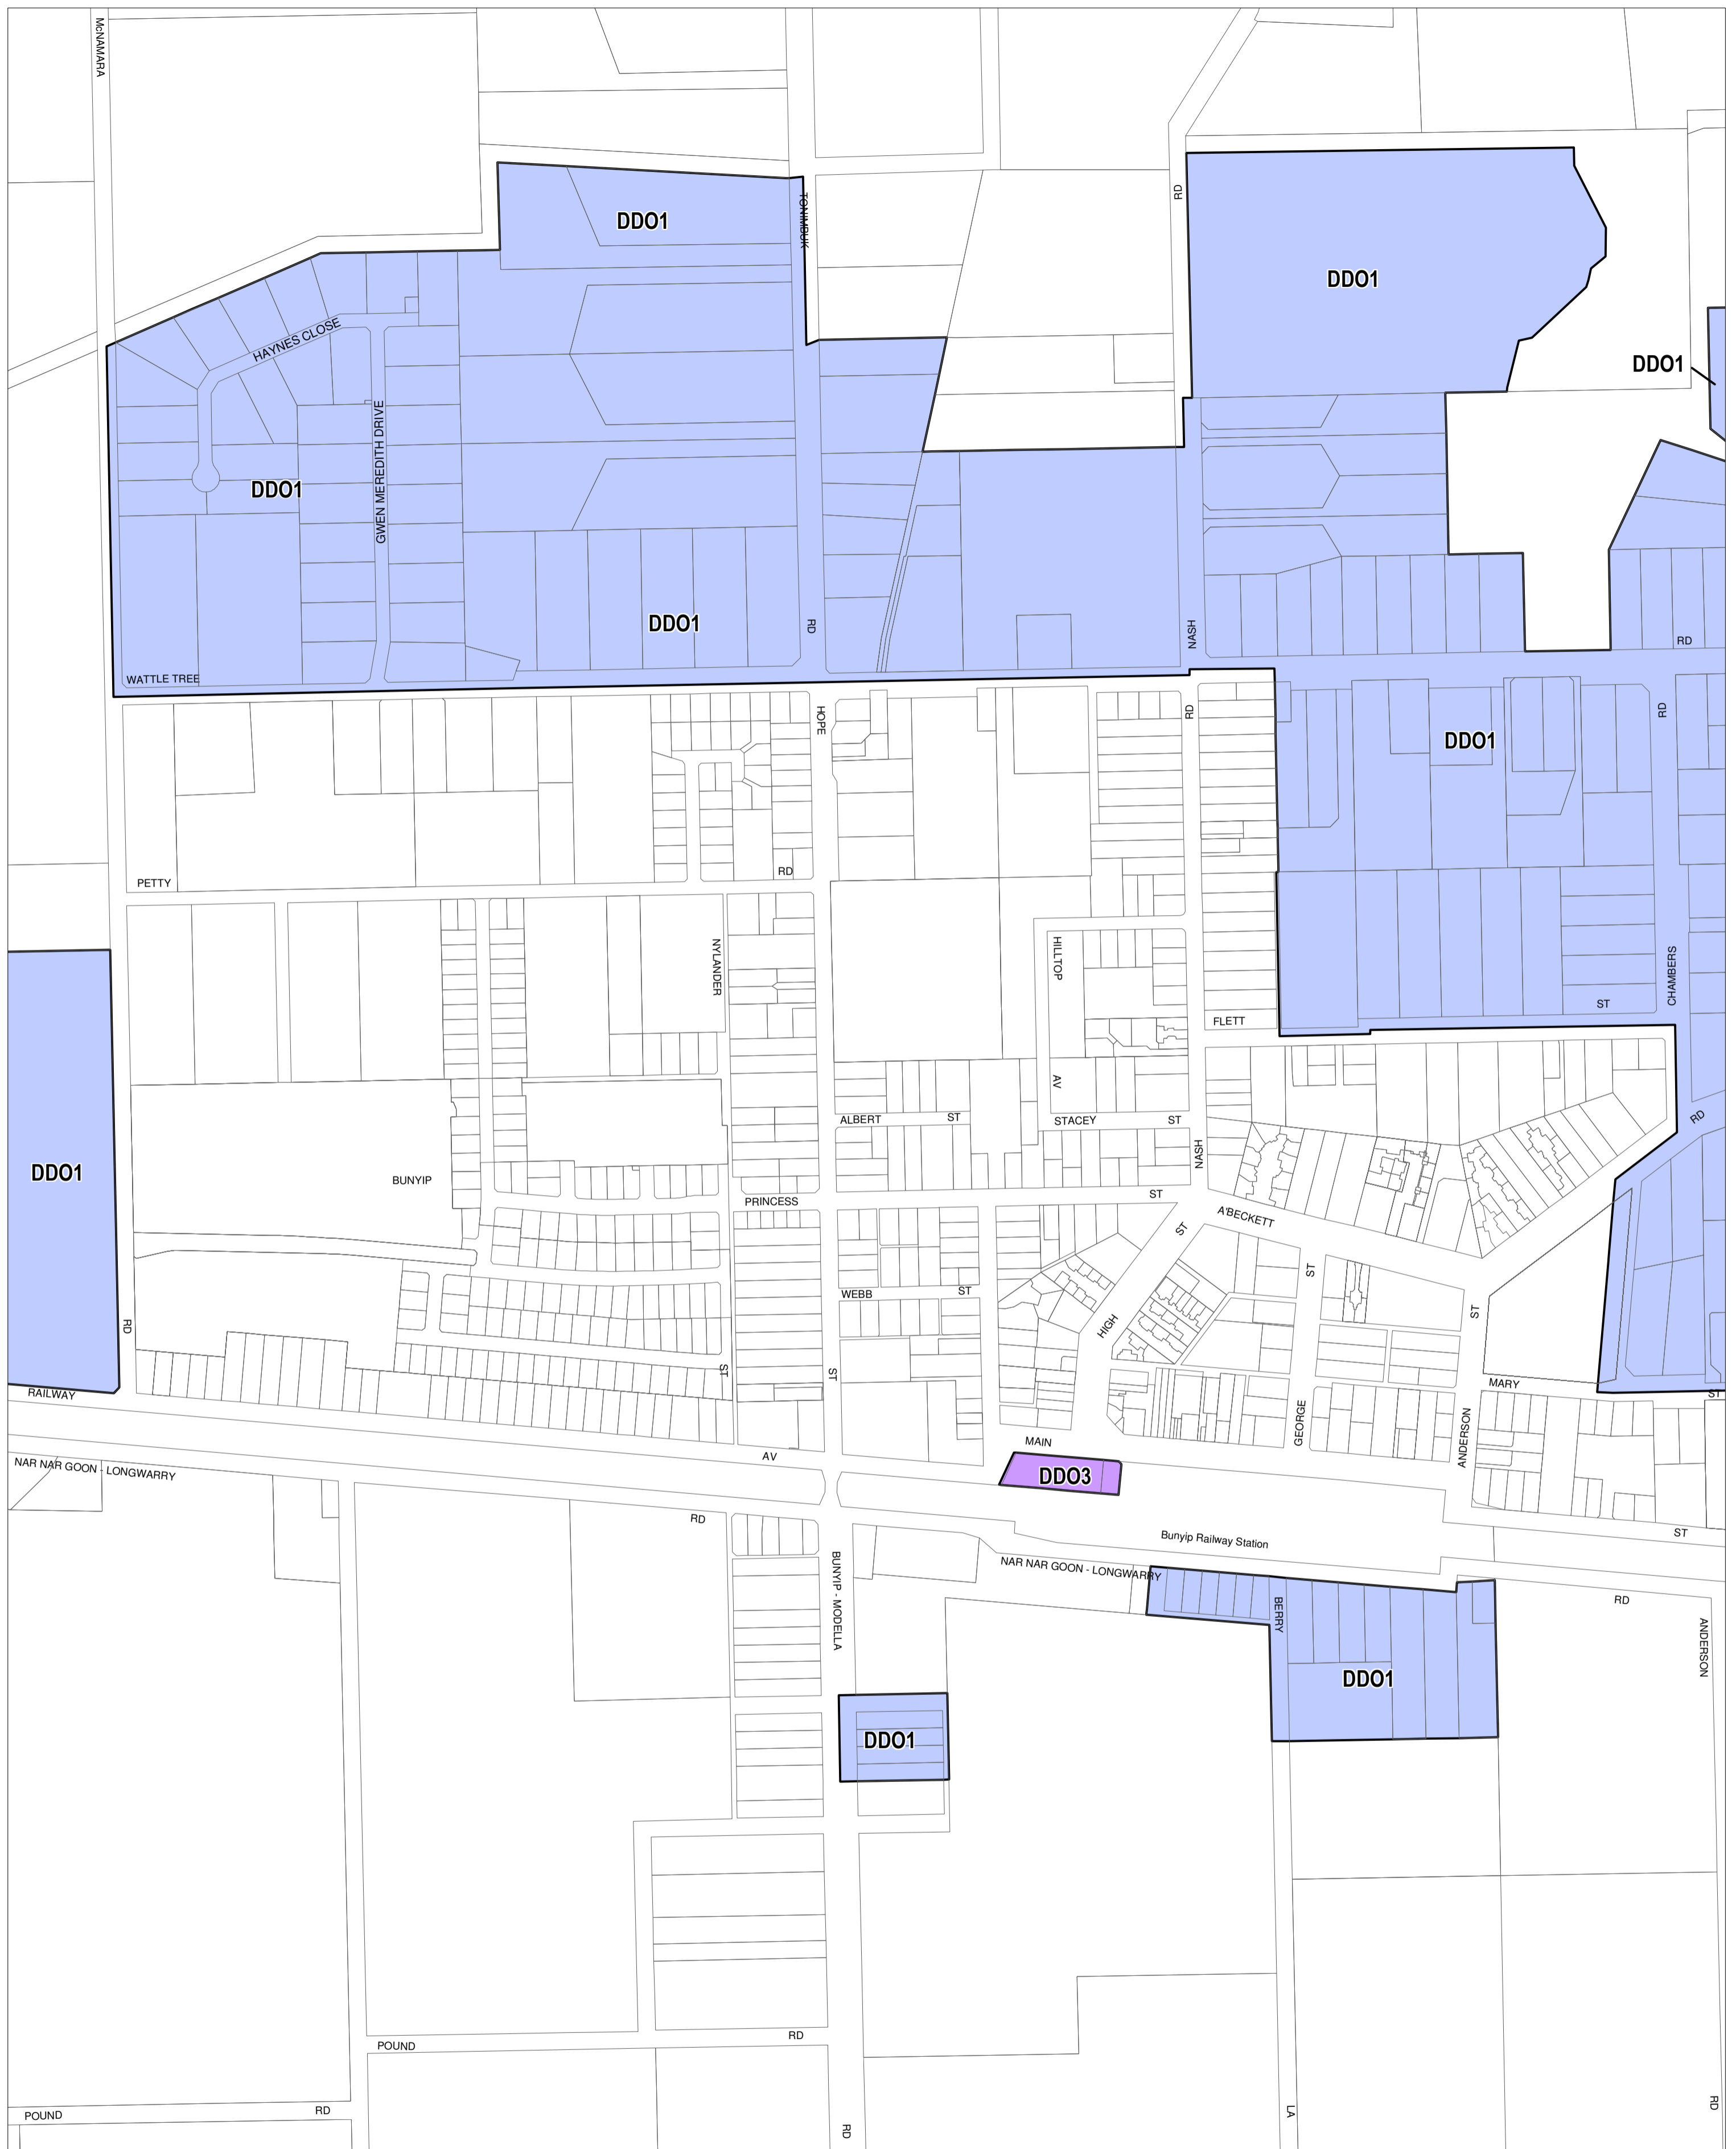 McNAMARA
RD
TONIMBUK
DDO1
DDO1
HAYNES CLOSE
DDO1
GWEN MEREDITH DRIVE
DDO1
DDO1
RD
NASH
RD
WATTLE TREE
HOPE
RD
RD
DDO1
RD
PETTY
NYLANDER
HILLTOP
CHAMBERS
ST
FLETT
AV
ALBERT ST
STACEY ST
RD
NASH
DDO1
BUNYIP
PRINCESS ST
A'BECKETT
ST
ST
WEBB ST
ST
HIGH
RD
ST
ST
MARY ST
RAILWAY
GEORGE
ANDERSON
MAIN
AV
NAR NAR GOON - LONGWARRY
DDO3
RD
ST
Bunyip Railway Station
NAR NAR GOON - LONGWARRY
RD
BUNYIP - MODELLA
BERRY
ANDERSON
DDO1
DDO1
POUND RD
POUND RD
RD
LA
RD